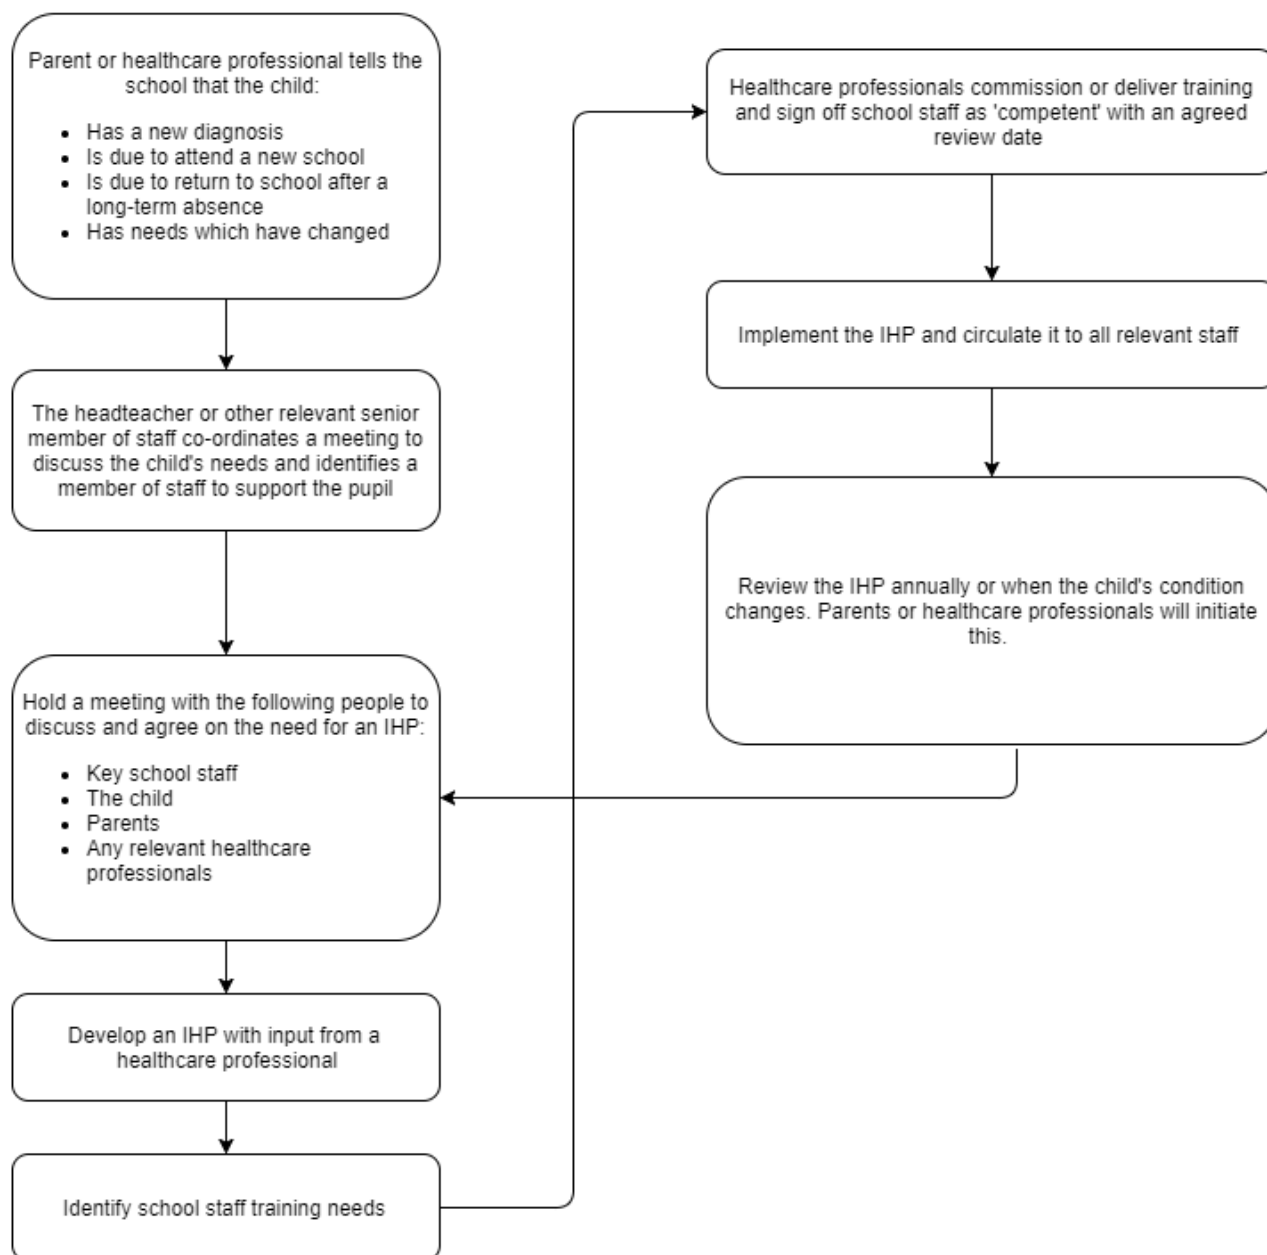 Parent or healthcare professional tells the
school that the child:
• Has a new diagnosis
• Is due to attend a new school
• Is due to return to school after a
long-term absence
• Has needs which have changed
The headteacher or other relevant senior
member of staff co-ordinates a meeting to
discuss the child's needs and identifies a
member of staff to support the pupil
Hold a meeting with the following people to
discuss and agree on the need for an IHP:
• Key school staff
• The child
• Parents
• Any relevant healthcare
professionals
Develop an IHP with input from a
healthcare professional
Identify school staff training needs
Healthcare professionals commission or deliver training
and sign off school staff as 'competent' with an agreed
review date
Implement the IHP and circulate it to all relevant staff
Review the IHP annually or when the child's condition
changes. Parents or healthcare professionals will initiate
this.